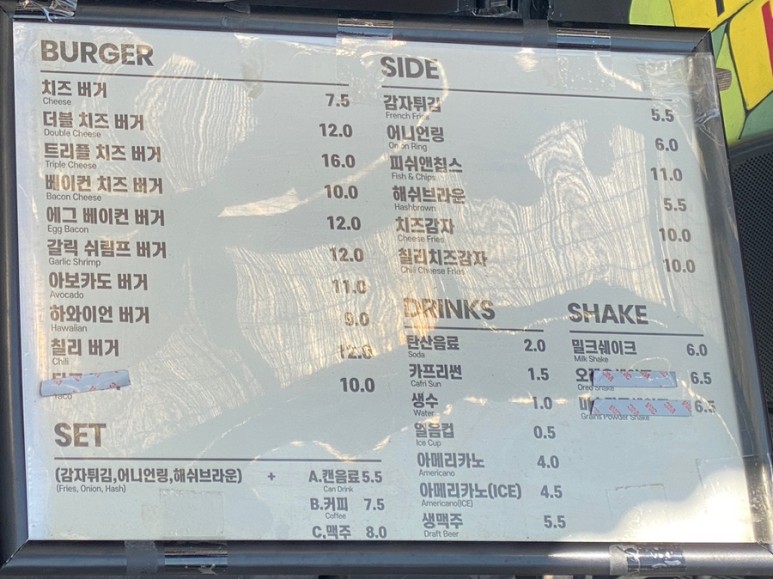 BURGER
치즈 버거 7.5
Cheese
더블 치즈 버거 12.0
Double Cheese
트리플 치즈 버거 16.0
Triple Cheese
베이컨 치즈 버거 10.0
Bacon Cheese
에그 베이컨 버거 12.0
Egg Bacon
갈릭 쉬림프 버거 12.0
Garlic Shrimp
아보카도 버거 11.0
Avocado
하와이언 버거 9.0
Hawaiian
칠리 버거 12.0
Chili
10.0
SET
(감자튀김,어니언링,해쉬브라운) + A.캔음료 5.5
(Fries, Onion, Hash) Can Drink
B.커피 7.5
Coffee
C.맥주 8.0
SIDE
감자튀김 5.5
French Fries
어니언링 6.0
Onion Ring
피쉬앤칩스 11.0
Fish & Chips
해쉬브라운 5.5
Hashbrown
치즈감자 10.0
Cheese Fries
칠리치즈감자 10.0
Chili Cheese Fries
DRINKS
탄산음료 2.0
Soda
카프리썬 1.5
Capri Sun
생수 1.0
Water
얼음컵 0.5
Ice Cup
아메리카노 4.0
Americano
아메리카노(ICE) 4.5
Americano(ICE)
생맥주 5.5
Draft Beer
SHAKE
밀크쉐이크 6.0
Milk Shake
6.5
Oreo Shake
6.5
Grains Powder Shake